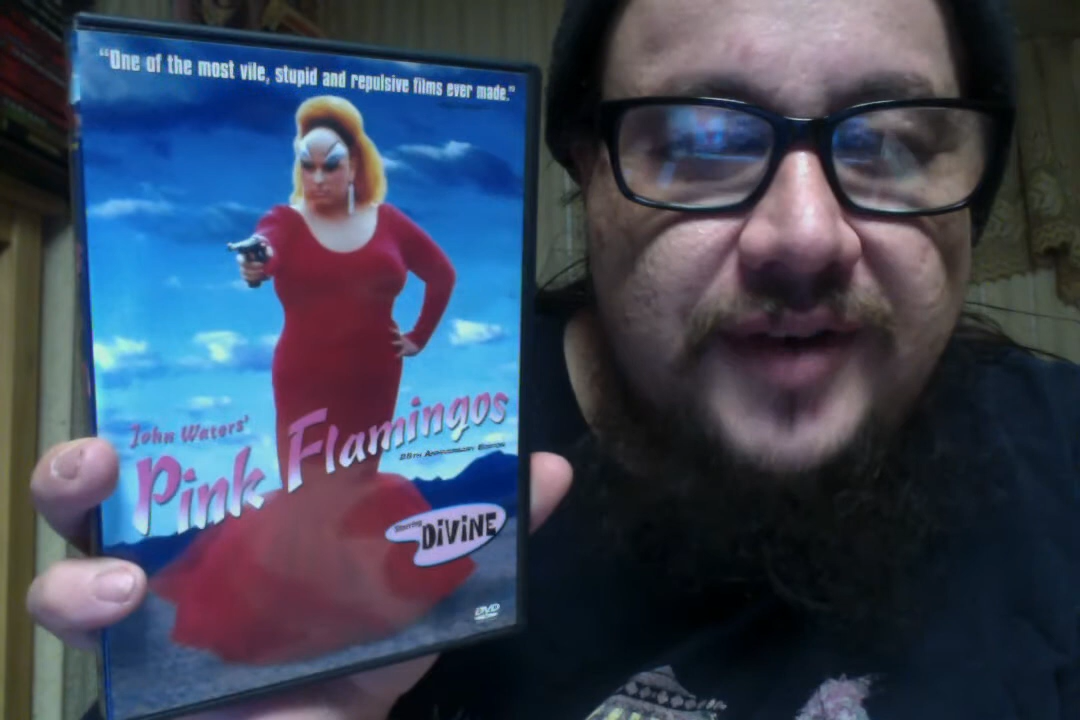 "One of the most vile, stupid and repulsive films ever made."
John Waters'
Pink Flamingos
25th Anniversary Edition
Starring
DIVINE
DVD